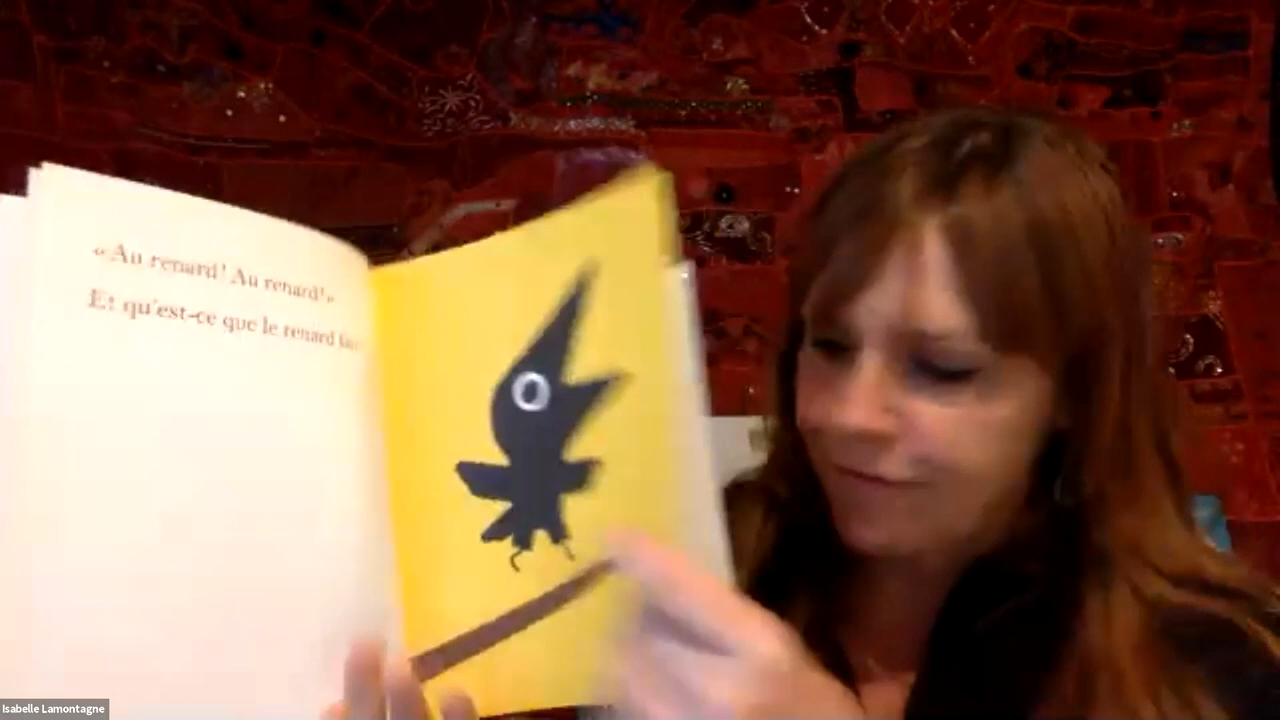 «Au renard! Au renard!»
Et qu'est-ce que le renard
Isabelle Lamontagne